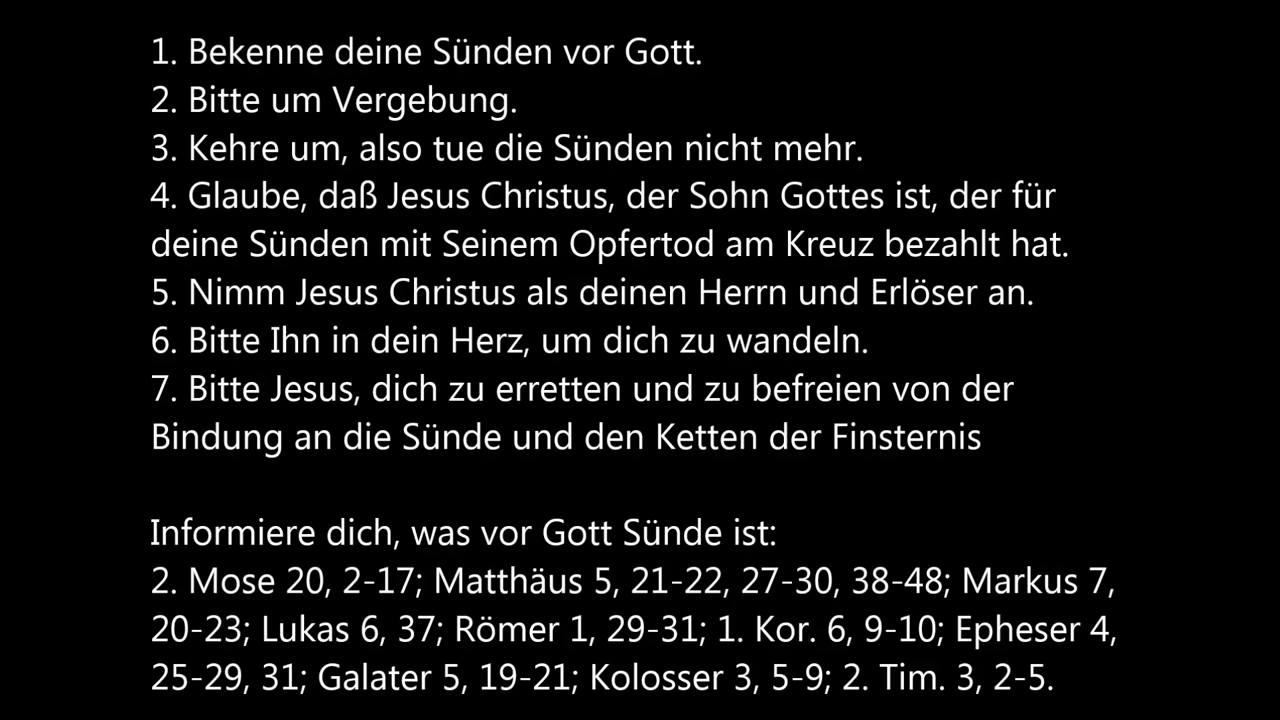 1. Bekenne deine Sünden vor Gott.
2. Bitte um Vergebung.
3. Kehre um, also tue die Sünden nicht mehr.
4. Glaube, daß Jesus Christus, der Sohn Gottes ist, der für
deine Sünden mit Seinem Opfertod am Kreuz bezahlt hat.
5. Nimm Jesus Christus als deinen Herrn und Erlöser an.
6. Bitte Ihn in dein Herz, um dich zu wandeln.
7. Bitte Jesus, dich zu erretten und zu befreien von der
Bindung an die Sünde und den Ketten der Finsternis
Informiere dich, was vor Gott Sünde ist:
2. Mose 20, 2-17; Matthäus 5, 21-22, 27-30, 38-48; Markus 7,
20-23; Lukas 6, 37; Römer 1, 29-31; 1. Kor. 6, 9-10; Epheser 4,
25-29, 31; Galater 5, 19-21; Kolosser 3, 5-9; 2. Tim. 3, 2-5.